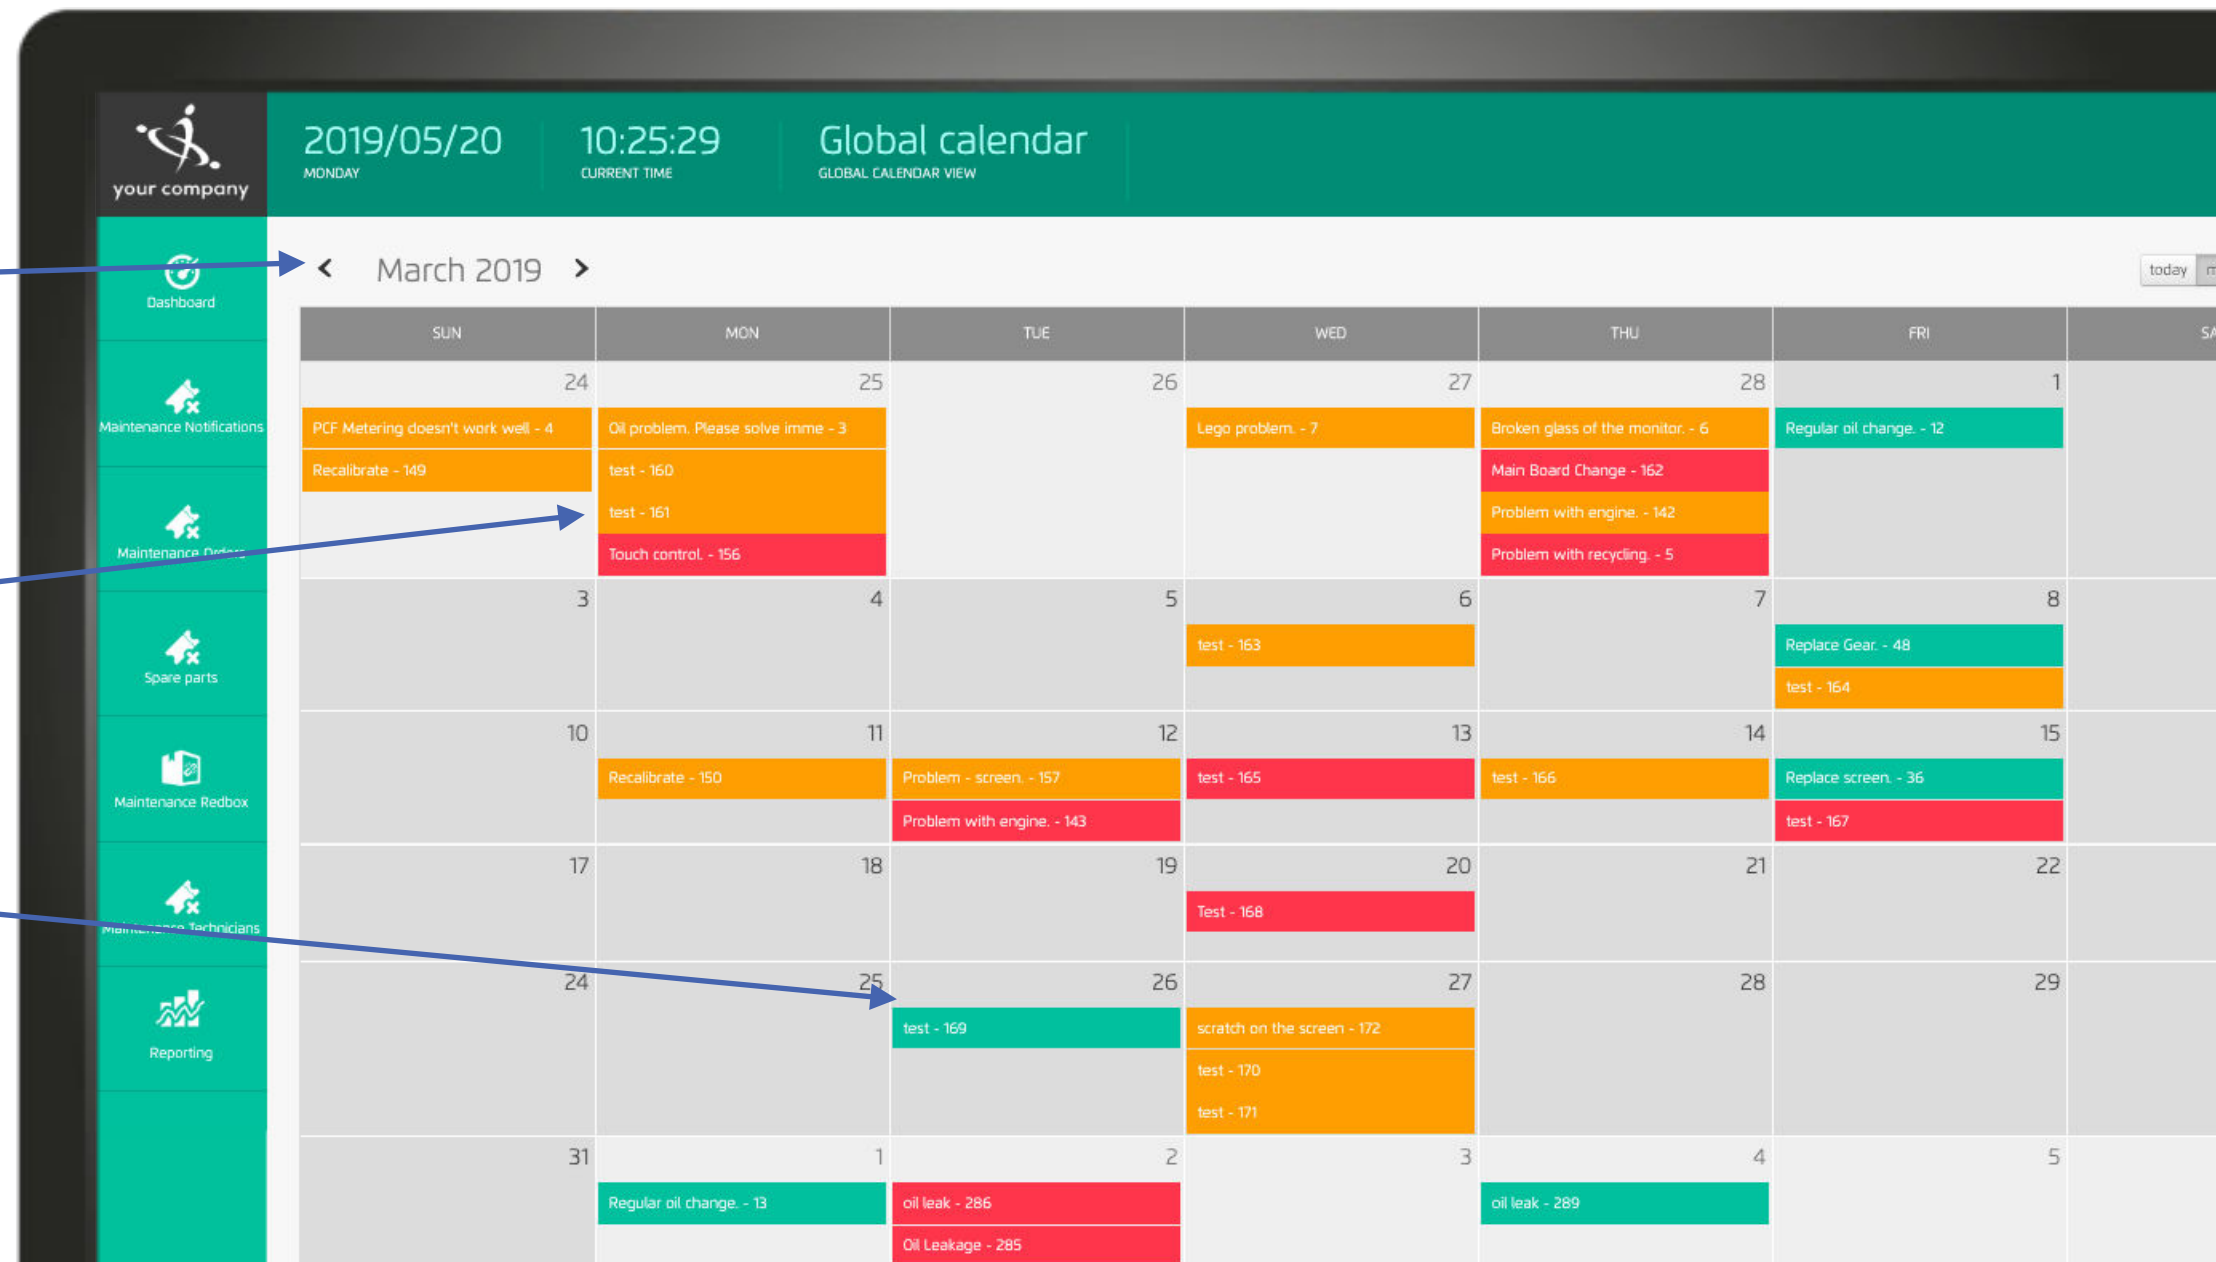 your company
2019/05/20
MONDAY
10:25:29
CURRENT TIME
Global calendar
GLOBAL CALENDAR VIEW
Dashboard
Maintenance Notifications
Maintenance Orders
Spare parts
Maintenance Redbox
Maintenance Technicians
Reporting
March 2019
today
SUN MON TUE WED THU FRI
24 25 26 27 28 1
PCF Metering doesn't work well - 4
Recalibrate - 149
Oil problem. Please solve imme - 3
test - 160
test - 161
Touch control. - 156
Lego problem. - 7
Broken glass of the monitor. - 6
Main Board Change - 162
Problem with engine. - 142
Problem with recycling. - 5
Regular oil change. - 12
3 4 5 6 7 8
test - 163
Replace Gear. - 48
test - 164
10 11 12 13 14 15
Recalibrate - 150
Problem - screen. - 157
Problem with engine. - 143
test - 165
test - 166
Replace screen. - 36
test - 167
17 18 19 20 21 22
Test - 168
24 25 26 27 28 29
test - 169
scratch on the screen - 172
test - 170
test - 171
31 1 2 3 4 5
Regular oil change. - 13
oil leak - 286
Oil Leakage - 285
oil leak - 289